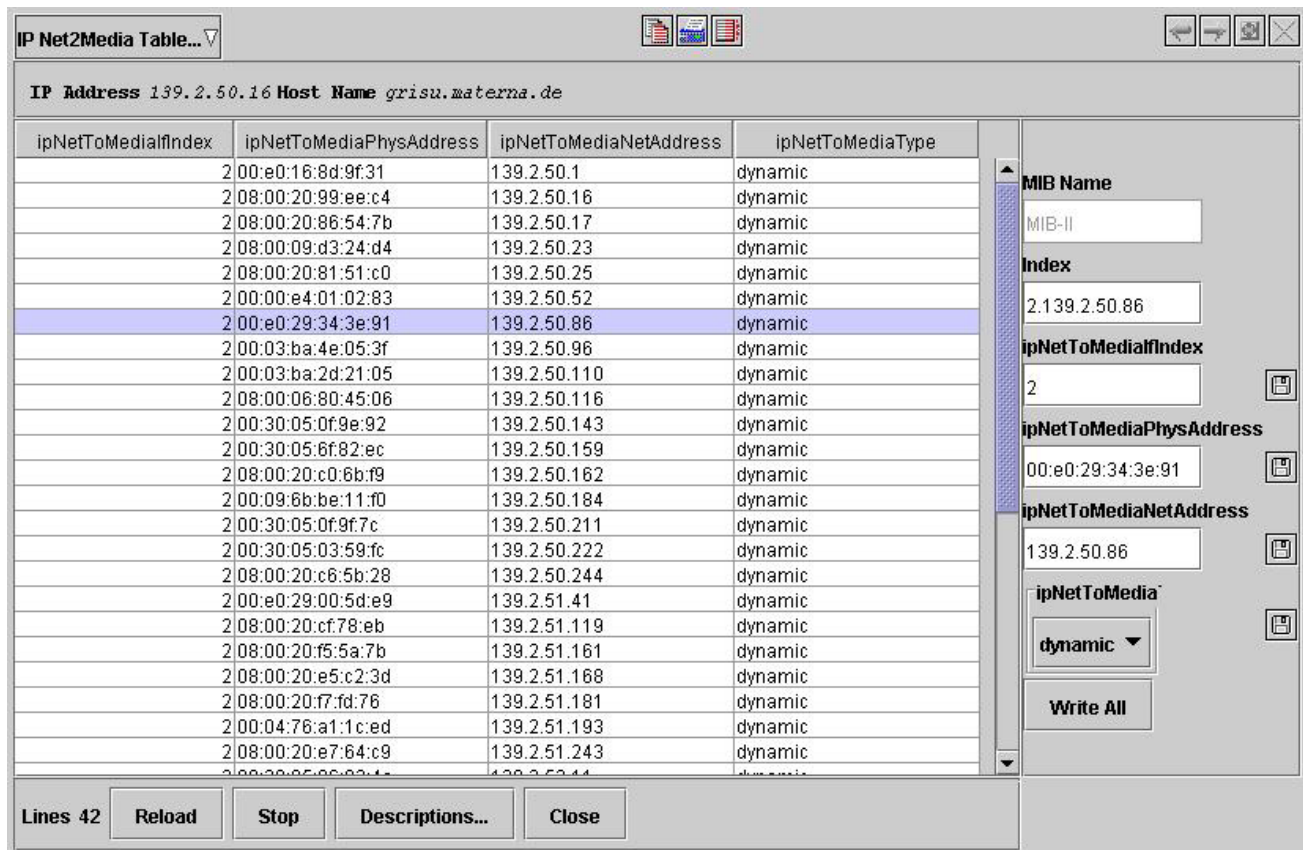 IP Net2Media Table...
IP Address 139.2.50.16 Host Name grisu.materna.de
ipNetToMediaIfIndex ipNetToMediaPhysAddress ipNetToMediaNetAddress ipNetToMediaType
2 00:e0:16:8d:9f:31 139.2.50.1 dynamic
2 08:00:20:99:ee:c4 139.2.50.16 dynamic
2 08:00:20:86:54:7b 139.2.50.17 dynamic
2 08:00:09:d3:24:d4 139.2.50.23 dynamic
2 08:00:20:81:51:c0 139.2.50.25 dynamic
2 00:00:e4:01:02:83 139.2.50.52 dynamic
2 00:e0:29:34:3e:91 139.2.50.86 dynamic
2 00:03:ba:4e:05:3f 139.2.50.96 dynamic
2 00:03:ba:2d:21:05 139.2.50.110 dynamic
2 08:00:06:80:45:06 139.2.50.116 dynamic
2 00:30:05:0f:9e:92 139.2.50.143 dynamic
2 00:30:05:6f:82:ec 139.2.50.159 dynamic
2 08:00:20:c0:6b:f9 139.2.50.162 dynamic
2 00:09:6b:be:11:f0 139.2.50.184 dynamic
2 00:30:05:0f:9f:7c 139.2.50.211 dynamic
2 00:30:05:03:59:fc 139.2.50.222 dynamic
2 08:00:20:c6:5b:28 139.2.50.244 dynamic
2 00:e0:29:00:5d:e9 139.2.51.41 dynamic
2 08:00:20:cf:78:eb 139.2.51.119 dynamic
2 08:00:20:f5:5a:7b 139.2.51.161 dynamic
2 08:00:20:e5:c2:3d 139.2.51.168 dynamic
2 08:00:20:f7:fd:76 139.2.51.181 dynamic
2 00:04:76:a1:1c:ed 139.2.51.193 dynamic
2 08:00:20:e7:64:c9 139.2.51.243 dynamic
MIB Name
MIB-II
Index
2.139.2.50.86
ipNetToMediaIfIndex
2
ipNetToMediaPhysAddress
00:e0:29:34:3e:91
ipNetToMediaNetAddress
139.2.50.86
ipNetToMedia
dynamic
Write All
Lines 42 Reload Stop Descriptions... Close